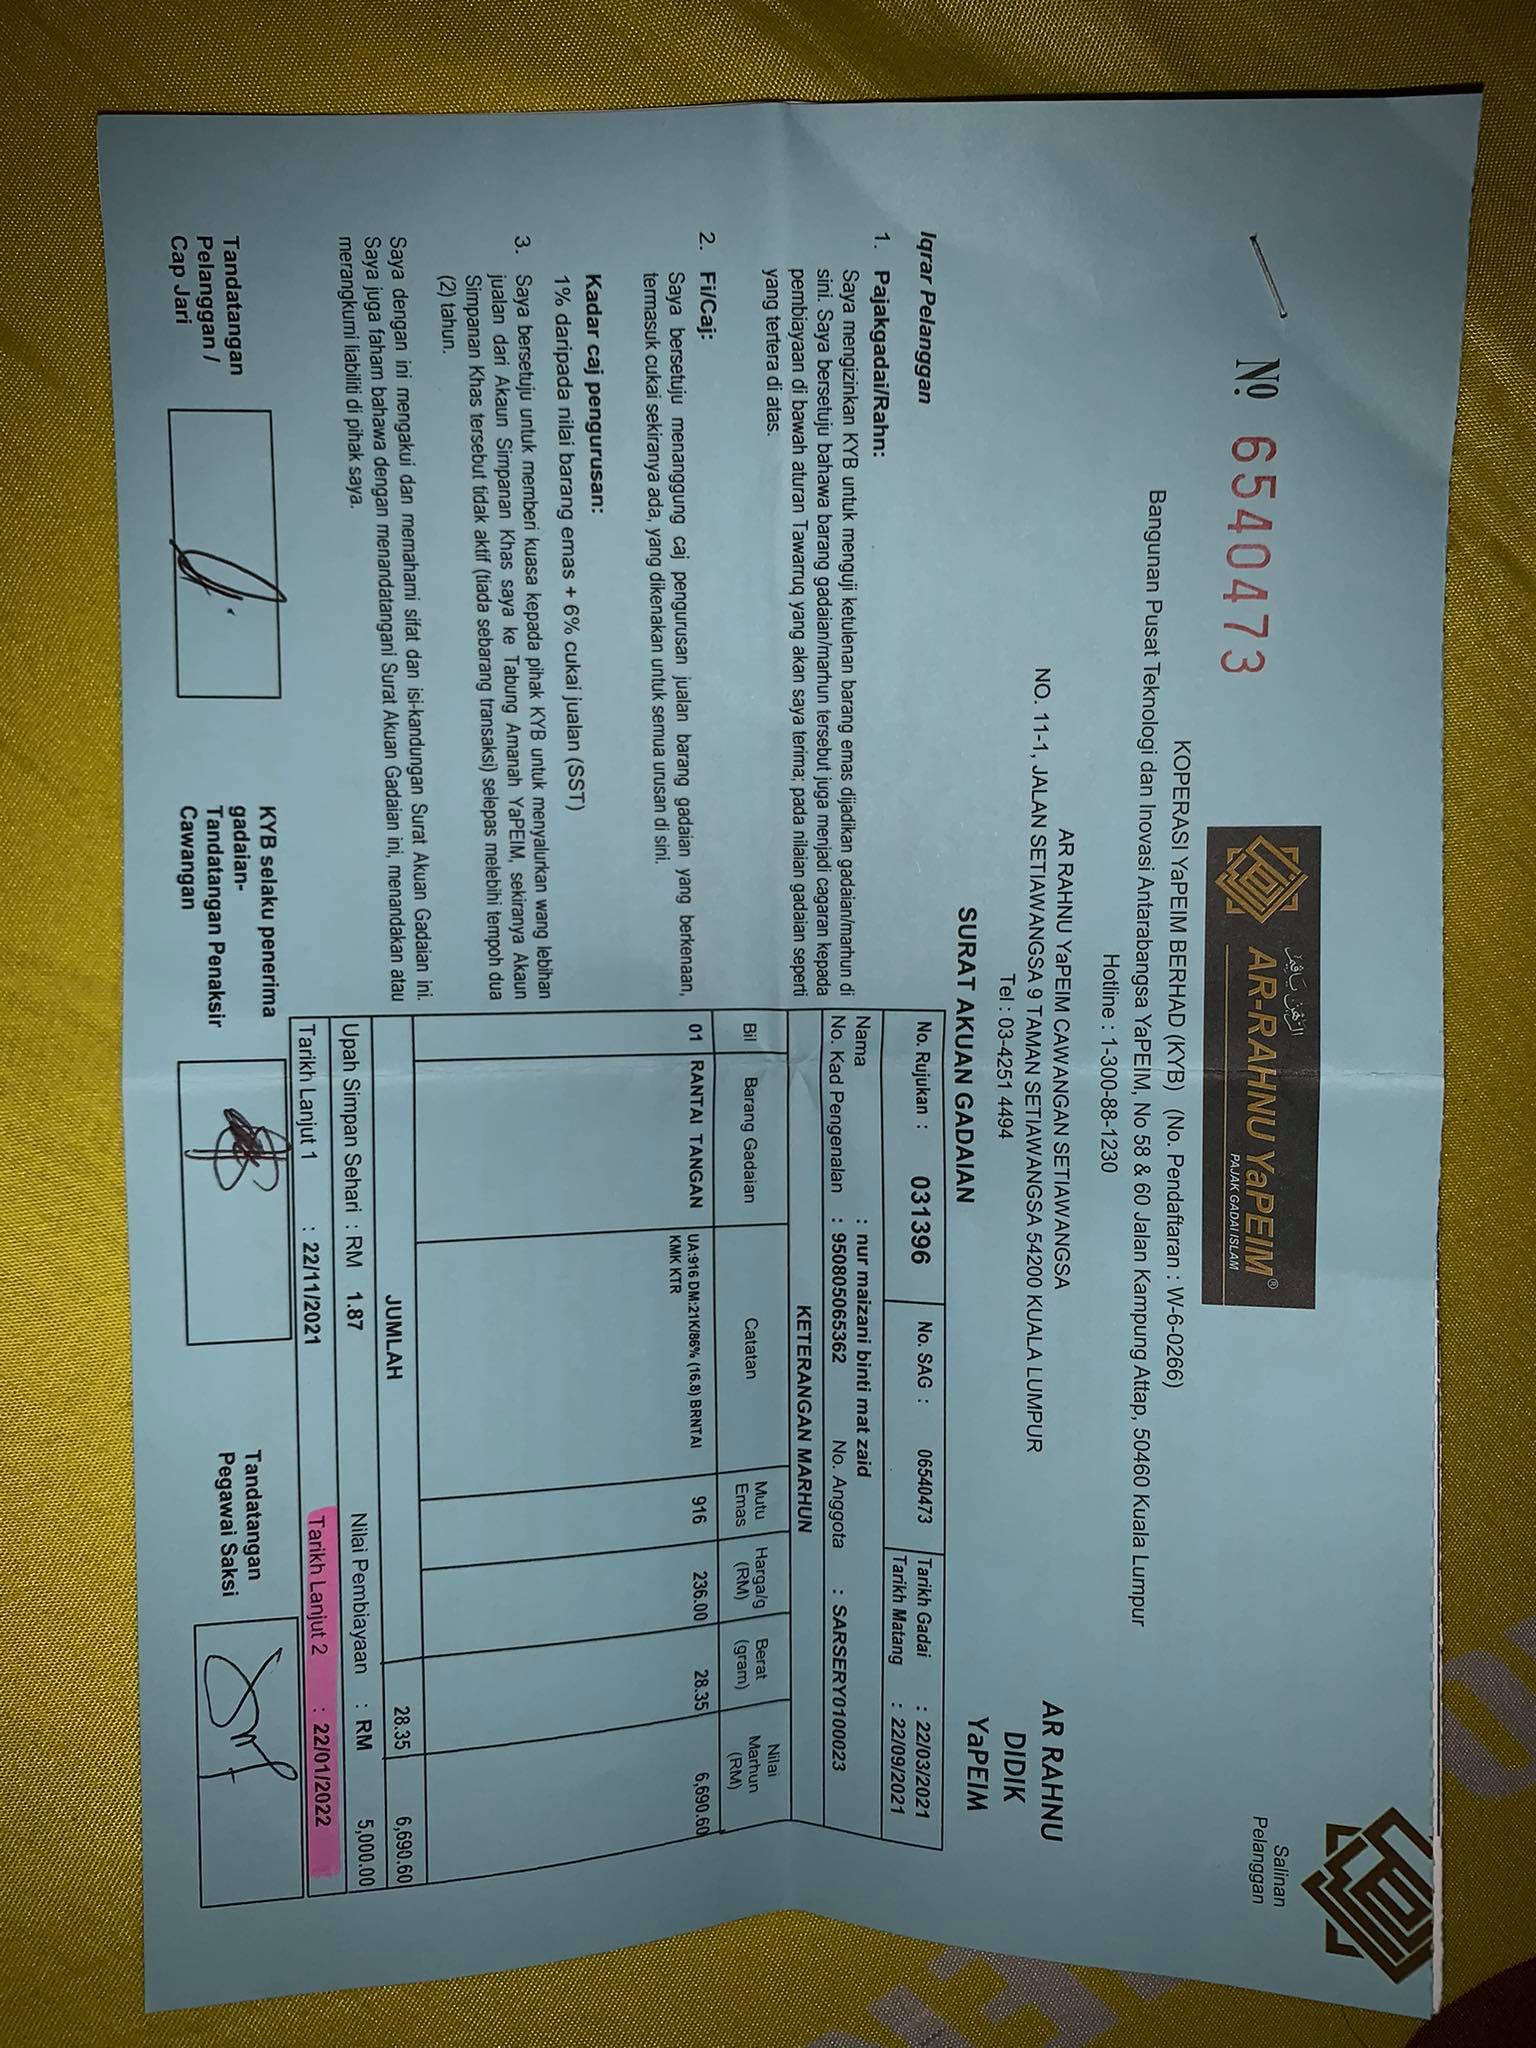 Nº 6540473
الرهن يافيم
AR-RAHNU YaPEIM®
PAJAK GADAI ISLAM
Salinan
Pelanggan
KOPERASI YaPEIM BERHAD (KYB) (No. Pendaftaran : W-6-0266)
Bangunan Pusat Teknologi dan Inovasi Antarabangsa YaPEIM, No 58 & 60 Jalan Kampung Attap, 50460 Kuala Lumpur
Hotline : 1-300-88-1230
AR RAHNU YaPEIM CAWANGAN SETIAWANGSA
NO. 11-1, JALAN SETIAWANGSA 9 TAMAN SETIAWANGSA 54200 KUALA LUMPUR
Tel : 03-4251 4494
AR RAHNU
DIDIK
YaPEIM
SURAT AKUAN GADAIAN
Iqrar Pelanggan
1. Pajakgadai/Rahn:
Saya mengizinkan KYB untuk menguji ketulenan barang emas dijadikan gadaian/marhun di
sini. Saya bersetuju bahawa barang gadaian/marhun tersebut juga menjadi cagaran kepada
pembiayaan di bawah aturan Tawarruq yang akan saya terima; pada nilaian gadaian seperti
yang tertera di atas.
2. Fi/Caj:
Saya bersetuju menanggung caj pengurusan jualan barang gadaian yang berkenaan,
termasuk cukai sekiranya ada, yang dikenakan untuk semua urusan di sini.
Kadar caj pengurusan:
1% daripada nilai barang emas + 6% cukai jualan (SST)
3. Saya bersetuju untuk memberi kuasa kepada pihak KYB untuk menyalurkan wang lebihan
jualan dari Akaun Simpanan Khas saya ke Tabung Amanah YaPEIM, sekiranya Akaun
Simpanan Khas tersebut tidak aktif (tiada sebarang transaksi) selepas melebihi tempoh dua
(2) tahun.
Saya dengan ini mengakui dan memahami sifat dan isi-kandungan Surat Akuan Gadaian ini.
Saya juga faham bahawa dengan menandatangani Surat Akuan Gadaian ini, menandakan atau
merangkumi liabiliti di pihak saya.
No. Rujukan : 031396 No. SAG : 06540473 Tarikh Gadai : 22/03/2021
Tarikh Matang : 22/09/2021
Nama : nur maizani binti mat zaid
No. Kad Pengenalan : 950805065362 No. Anggota : SARSERY0100023
KETERANGAN MARHUN
Bil Barang Gadaian Catatan Mutu Emas Harga/g (RM) Berat (gram) Nilai Marhun (RM)
01 RANTAI TANGAN UA:916 DM:21K/86% (16.8) BRNTAI 916 236.00 28.35 6,690.60
KMK KTR
JUMLAH 28.35 6,690.60
Upah Simpan Sehari : RM 1.87 Nilai Pembiayaan : RM 5,000.00
Tarikh Lanjut 1 : 22/11/2021 Tarikh Lanjut 2 : 22/01/2022
Tandatangan
Pelanggan /
Cap Jari
KYB selaku penerima
gadaian-
Tandatangan Penaksir
Cawangan
Tandatangan
Pegawai Saksi